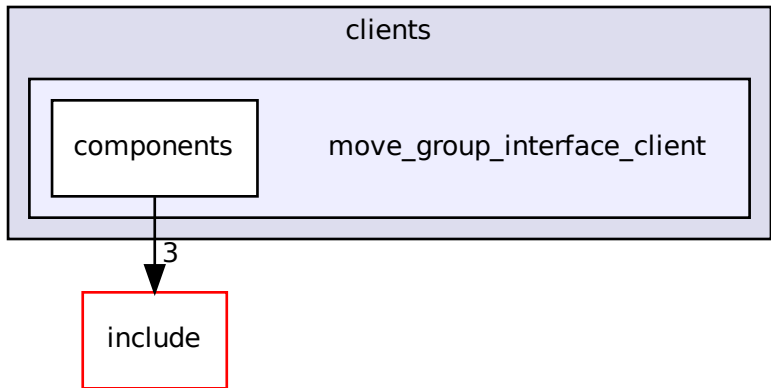 clients
components
move_group_interface_client
3
include